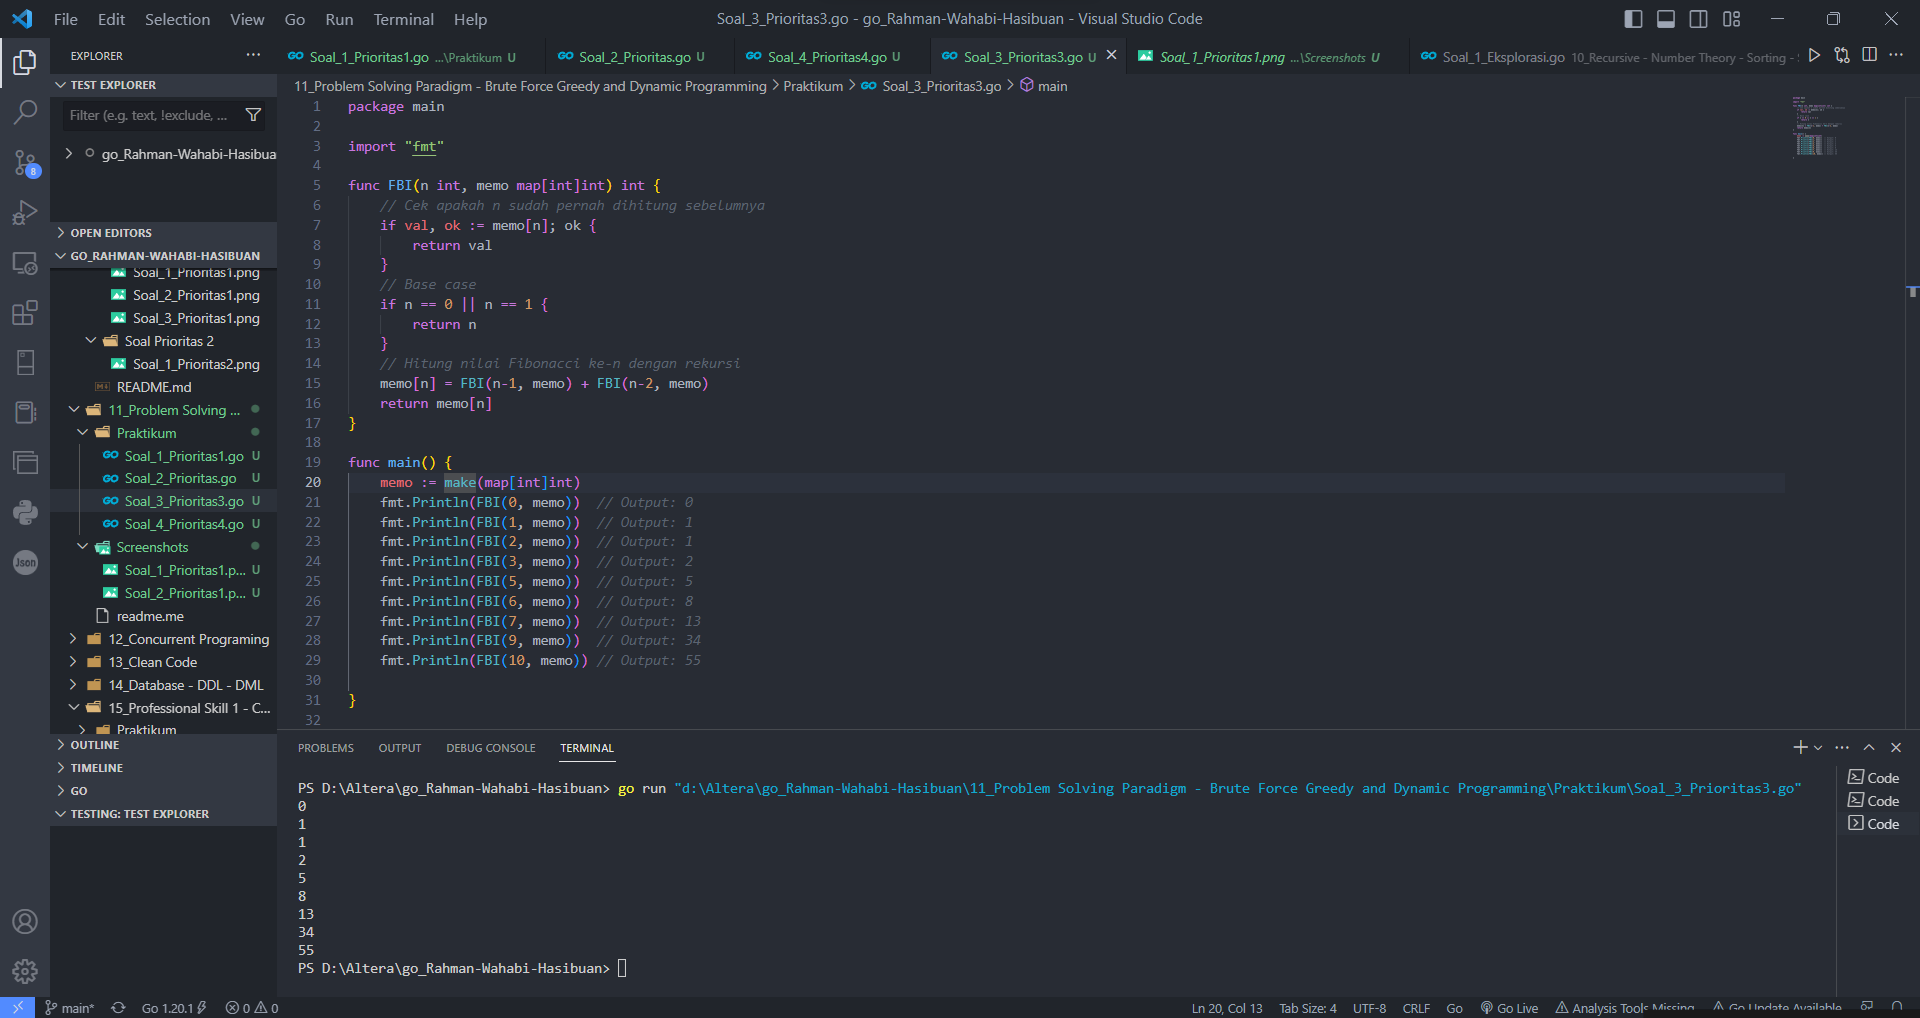 File Edit Selection View Go Run Terminal Help
Soal_3_Prioritas3.go - go_Rahman-Wahabi-Hasibuan - Visual Studio Code
EXPLORER
TEST EXPLORER
Filter (e.g. text, !exclude, ...
go_Rahman-Wahabi-Hasibua
OPEN EDITORS
GO_RAHMAN-WAHABI-HASIBUAN
Soal_1_Prioritas1.png
Soal_2_Prioritas1.png
Soal_3_Prioritas1.png
Soal Prioritas 2
Soal_1_Prioritas2.png
README.md
11_Problem Solving ...
Praktikum
Soal_1_Prioritas1.go U
Soal_2_Prioritas.go U
Soal_3_Prioritas3.go U
Soal_4_Prioritas4.go U
Screenshots
Soal_1_Prioritas1.p... U
Soal_2_Prioritas1.p... U
readme.me
12_Concurrent Programing
13_Clean Code
14_Database - DDL - DML
15_Professional Skill 1 - C...
Praktikum
OUTLINE
TIMELINE
GO
TESTING: TEST EXPLORER
8
Json
Soal_1_Prioritas1.go ...\Praktikum U
Soal_2_Prioritas.go U
Soal_4_Prioritas4.go U
Soal_3_Prioritas3.go U
Soal_1_Prioritas1.png ...\Screenshots U
Soal_1_Eksplorasi.go 10_Recursive - Number Theory - Sorting -
11_Problem Solving Paradigm - Brute Force Greedy and Dynamic Programming > Praktikum > Soal_3_Prioritas3.go > main
1 package main
2
3 import "fmt"
4
5 func FBI(n int, memo map[int]int) int {
6 // Cek apakah n sudah pernah dihitung sebelumnya
7 if val, ok := memo[n]; ok {
8 return val
9 }
10 // Base case
11 if n == 0 || n == 1 {
12 return n
13 }
14 // Hitung nilai Fibonacci ke-n dengan rekursi
15 memo[n] = FBI(n-1, memo) + FBI(n-2, memo)
16 return memo[n]
17 }
18
19 func main() {
20 memo := make(map[int]int)
21 fmt.Println(FBI(0, memo)) // Output: 0
22 fmt.Println(FBI(1, memo)) // Output: 1
23 fmt.Println(FBI(2, memo)) // Output: 1
24 fmt.Println(FBI(3, memo)) // Output: 2
25 fmt.Println(FBI(5, memo)) // Output: 5
26 fmt.Println(FBI(6, memo)) // Output: 8
27 fmt.Println(FBI(7, memo)) // Output: 13
28 fmt.Println(FBI(9, memo)) // Output: 34
29 fmt.Println(FBI(10, memo)) // Output: 55
30
31 }
32
PROBLEMS OUTPUT DEBUG CONSOLE TERMINAL
PS D:\Altera\go_Rahman-Wahabi-Hasibuan> go run "d:\Altera\go_Rahman-Wahabi-Hasibuan\11_Problem Solving Paradigm - Brute Force Greedy and Dynamic Programming\Praktikum\Soal_3_Prioritas3.go"
0
1
1
2
5
8
13
34
55
PS D:\Altera\go_Rahman-Wahabi-Hasibuan>
Code
Code
Code
main* Go 1.20.1 0 0
Ln 20, Col 13 Tab Size: 4 UTF-8 CRLF Go Go Live Analysis Tools Missing Go Update Available